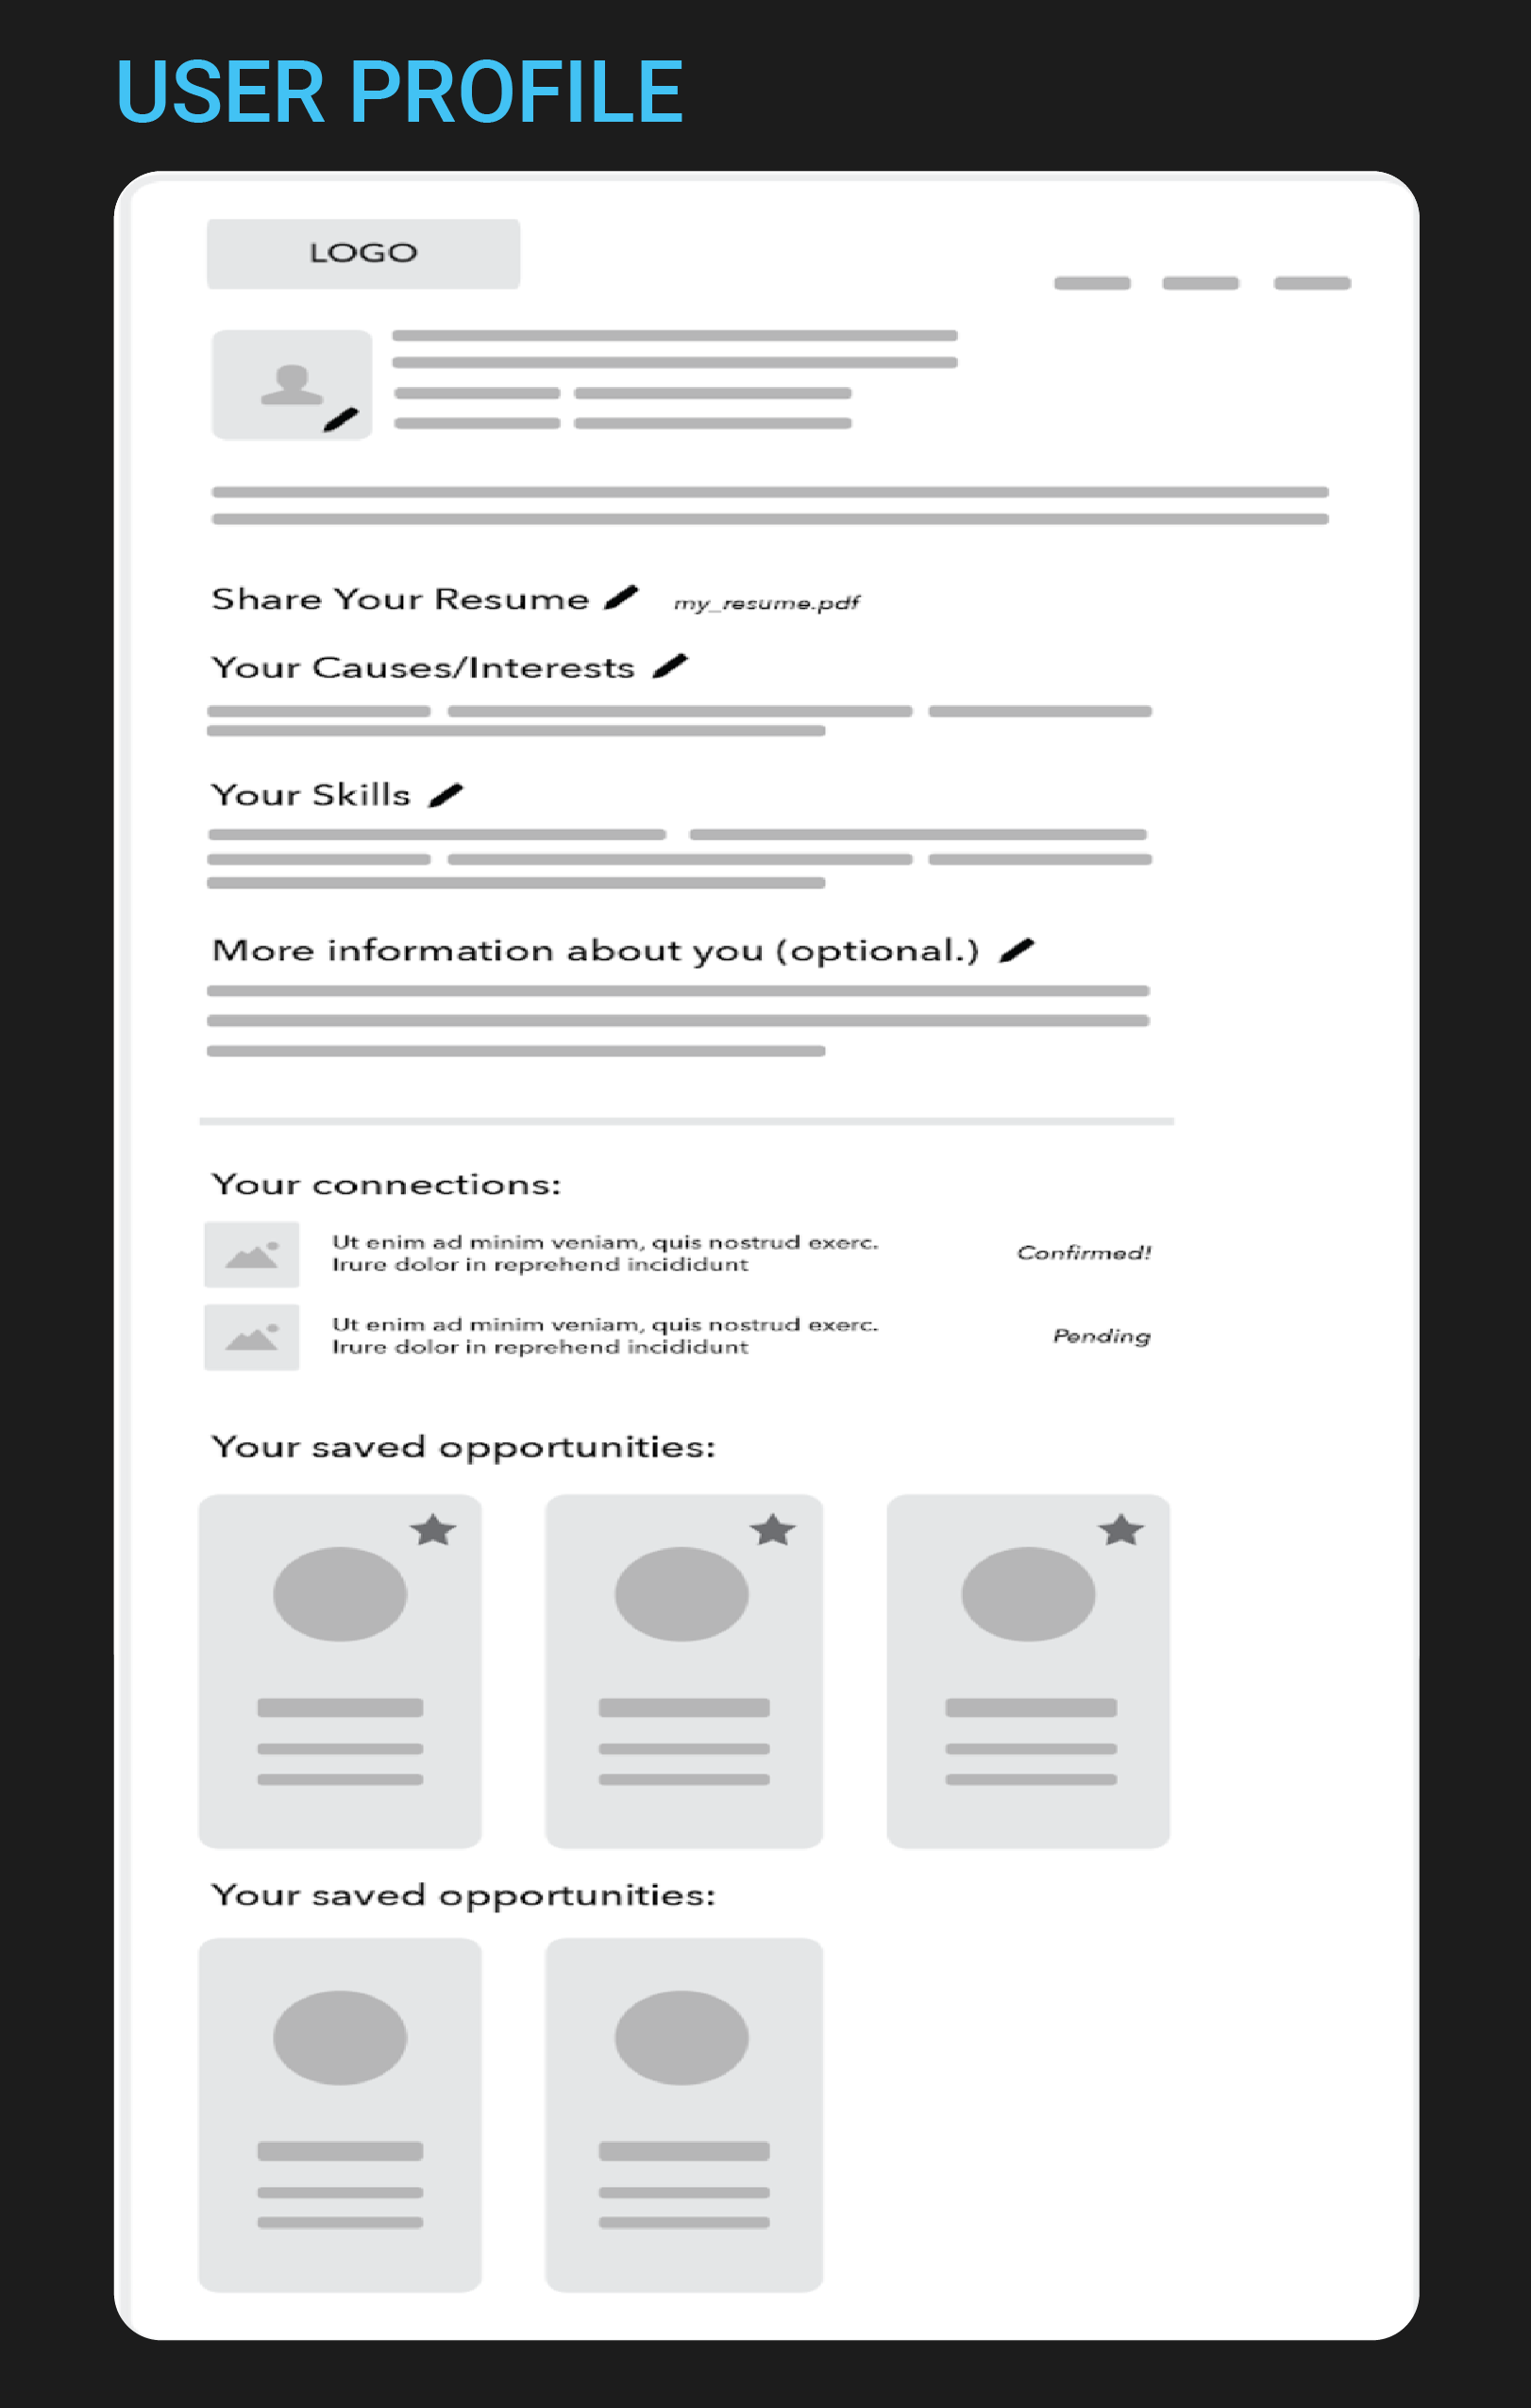 USER PROFILE
LOGO
Share Your Resume my_resume.pdf
Your Causes/Interests
Your Skills
More information about you (optional.)
Your connections:
Ut enim ad minim veniam, quis nostrud exerc.
Irure dolor in reprehend incididunt
Confirmed!
Ut enim ad minim veniam, quis nostrud exerc.
Irure dolor in reprehend incididunt
Pending
Your saved opportunities:
Your saved opportunities: